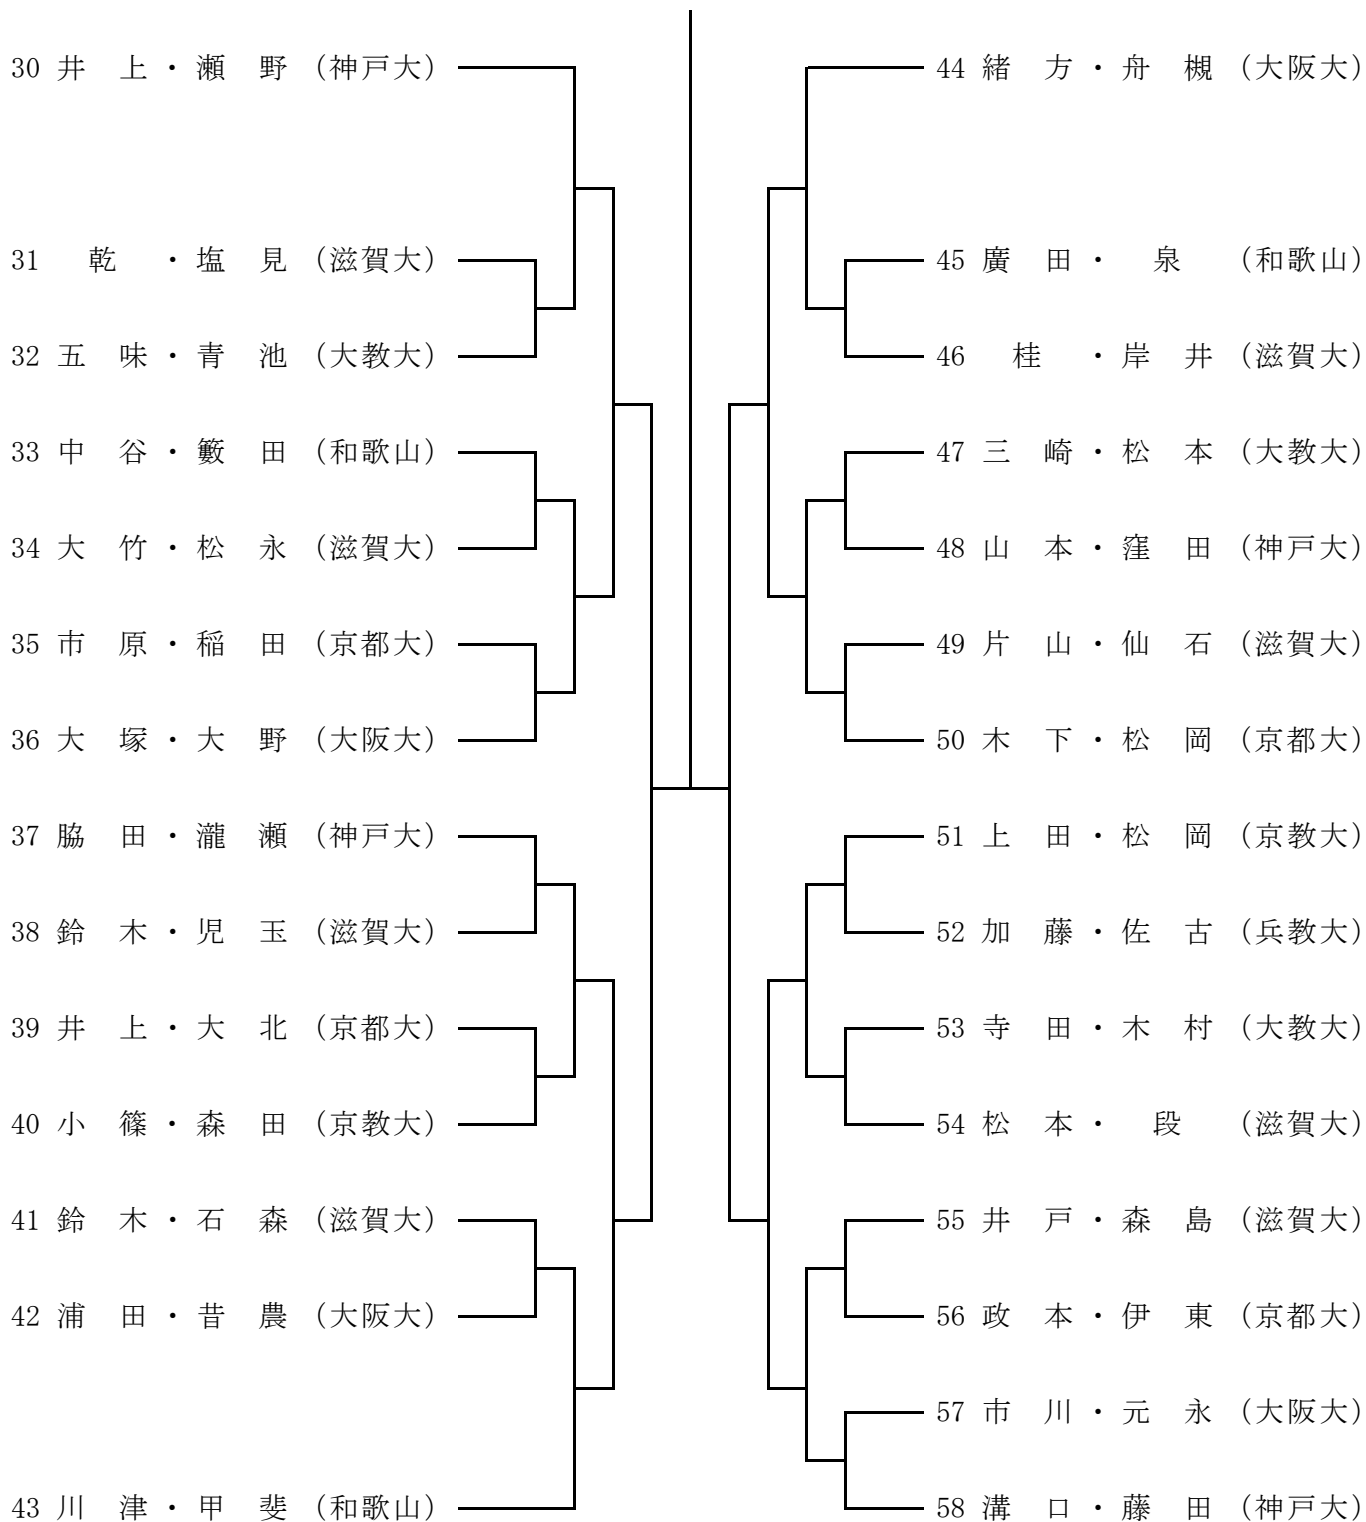 30 井 上・瀬 野 （神戸大）
31 乾 ・塩 見 （滋賀大）
32 五 味・青 池 （大教大）
33 中 谷・籔 田 （和歌山）
34 大 竹・松 永 （滋賀大）
35 市 原・稲 田 （京都大）
36 大 塚・大 野 （大阪大）
37 脇 田・瀧 瀬 （神戸大）
38 鈴 木・児 玉 （滋賀大）
39 井 上・大 北 （京都大）
40 小 篠・森 田 （京教大）
41 鈴 木・石 森 （滋賀大）
42 浦 田・昔 農 （大阪大）
43 川 津・甲 斐 （和歌山）
44 緒 方・舟 槻 （大阪大）
45 廣 田・ 泉 （和歌山）
46 桂 ・岸 井 （滋賀大）
47 三 崎・松 本 （大教大）
48 山 本・窪 田 （神戸大）
49 片 山・仙 石 （滋賀大）
50 木 下・松 岡 （京都大）
51 上 田・松 岡 （京教大）
52 加 藤・佐 古 （兵教大）
53 寺 田・木 村 （大教大）
54 松 本・ 段 （滋賀大）
55 井 戸・森 島 （滋賀大）
56 政 本・伊 東 （京都大）
57 市 川・元 永 （大阪大）
58 溝 口・藤 田 （神戸大）